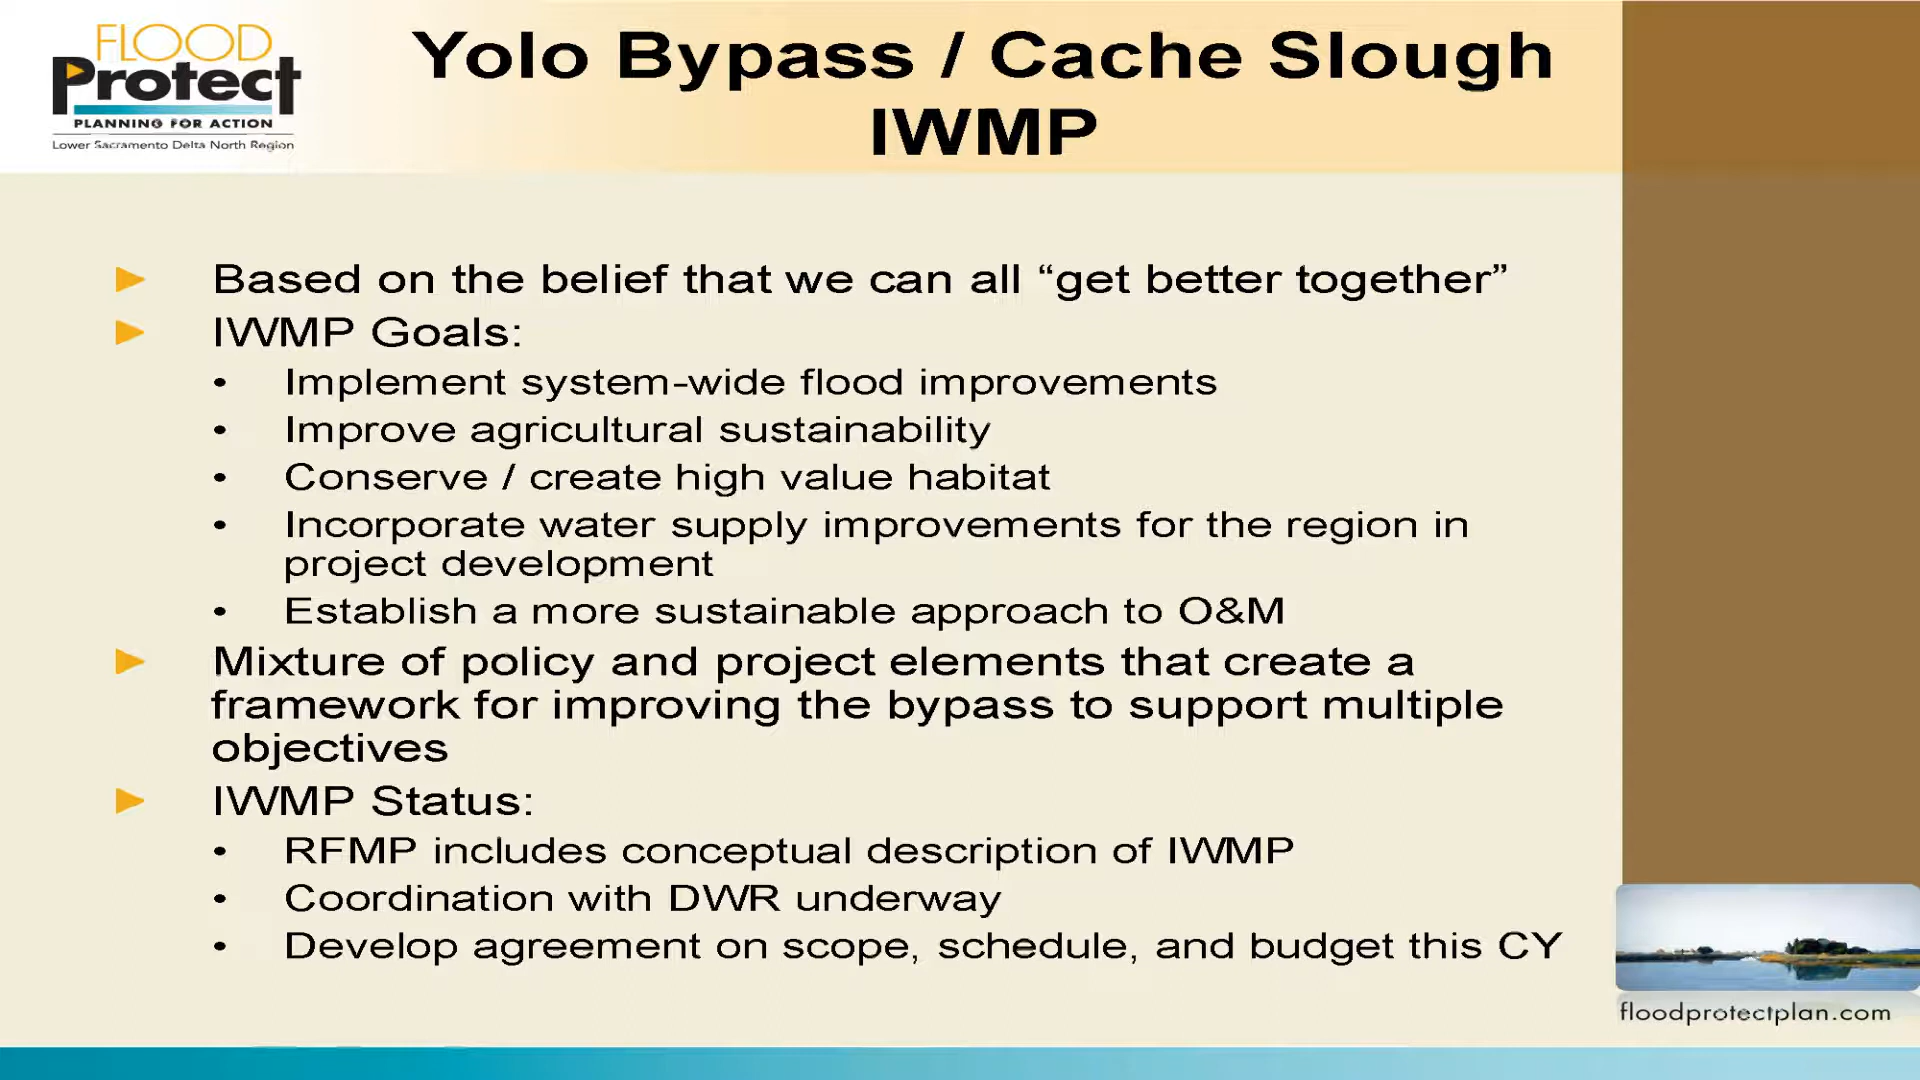 FLOOD
Protect
PLANNING FOR ACTION
Lower Sacramento Delta North Region
Yolo Bypass / Cache Slough
IWMP
► Based on the belief that we can all “get better together”
► IWMP Goals:
• Implement system-wide flood improvements
• Improve agricultural sustainability
• Conserve / create high value habitat
• Incorporate water supply improvements for the region in
project development
• Establish a more sustainable approach to O&M
► Mixture of policy and project elements that create a
framework for improving the bypass to support multiple
objectives
► IWMP Status:
• RFMP includes conceptual description of IWMP
• Coordination with DWR underway
• Develop agreement on scope, schedule, and budget this CY
floodprotectplan.com